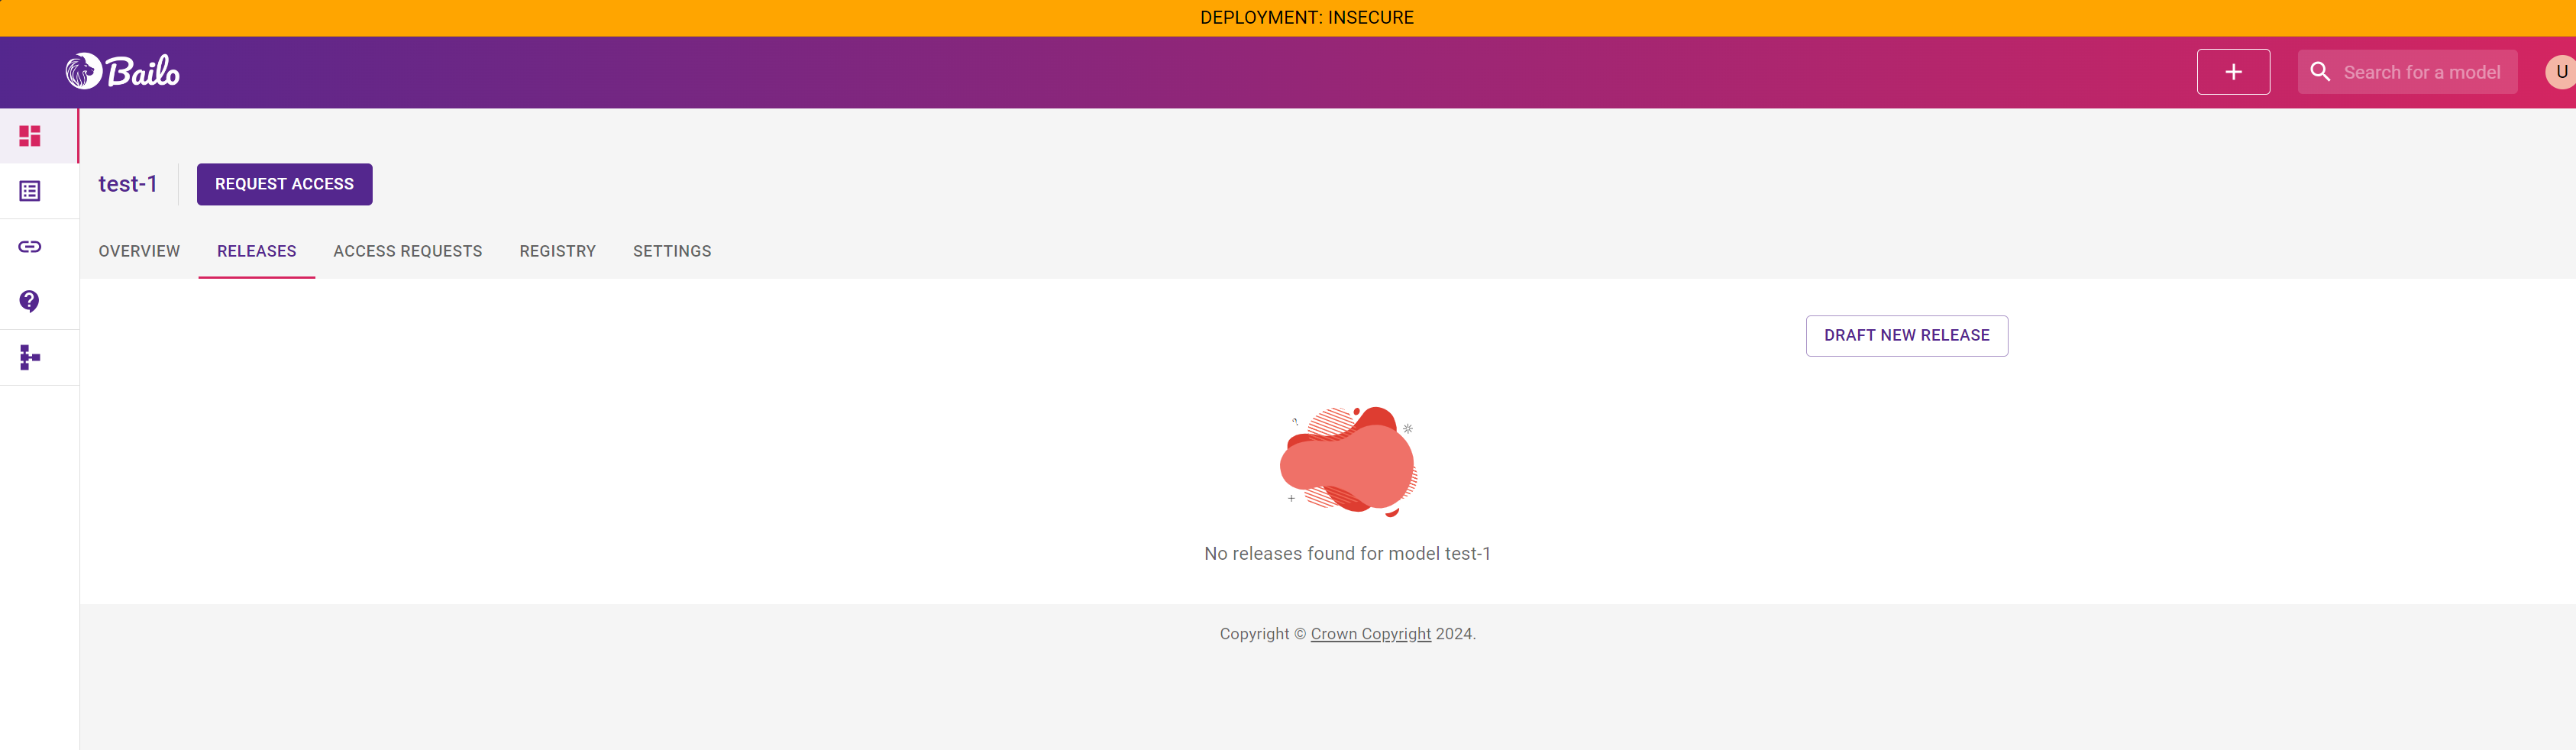 DEPLOYMENT: INSECURE
Bailo
+
Search for a model
U
test-1
REQUEST ACCESS
OVERVIEW
RELEASES
ACCESS REQUESTS
REGISTRY
SETTINGS
DRAFT NEW RELEASE
No releases found for model test-1
Copyright © Crown Copyright 2024.